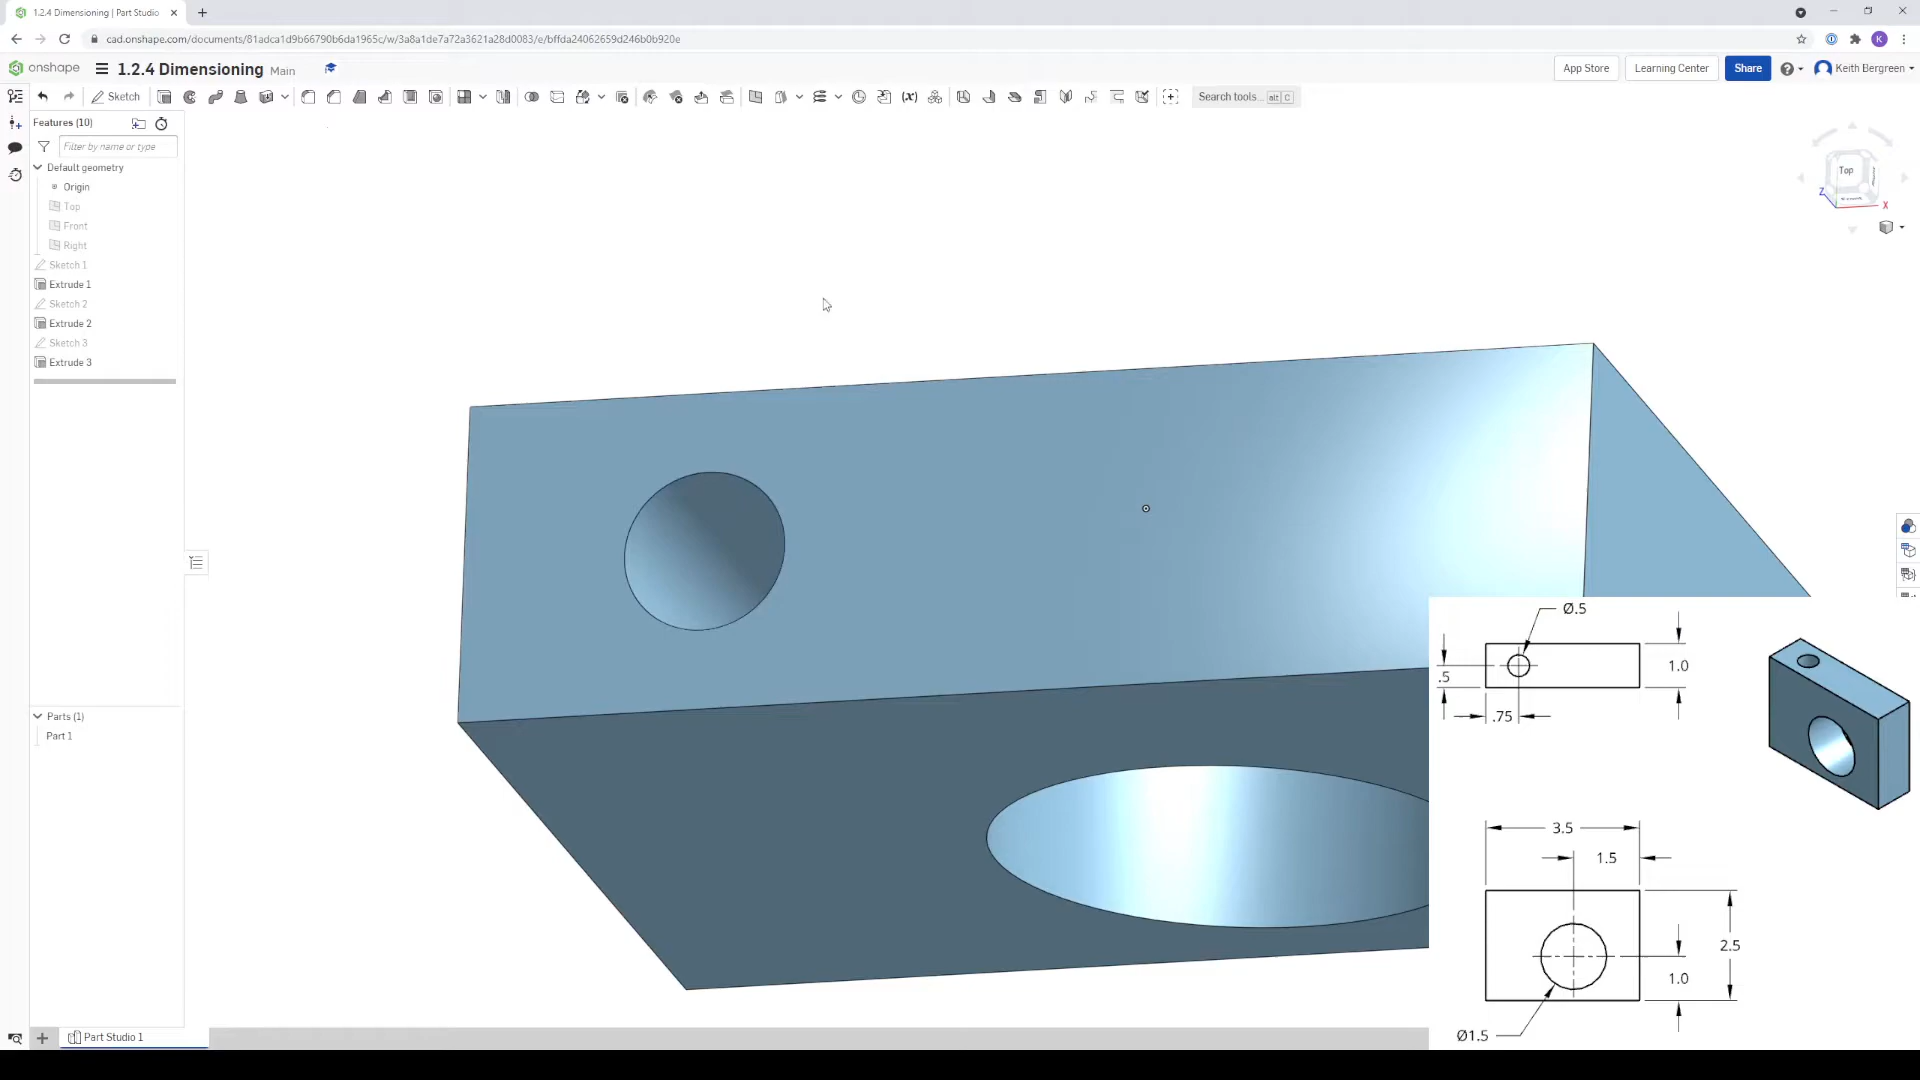 1.2.4 Dimensioning | Part Studio
cad.onshape.com/documents/81adca1d9b66790b6da1965c/w/3a8a1de7a72a3621a28d0083/e/bffda24062659d246b0b920e
K
onshape
1.2.4 Dimensioning Main
App Store
Learning Center
Share
Keith Bergreen
Sketch
(x)
Search tools... alt C
Features (10)
Filter by name or type
Default geometry
Origin
Top
Front
Right
Sketch 1
Extrude 1
Sketch 2
Extrude 2
Sketch 3
Extrude 3
Top
Z
X
Ø.5
1.0
.5
.75
3.5
1.5
2.5
1.0
Ø1.5
Parts (1)
Part 1
Part Studio 1